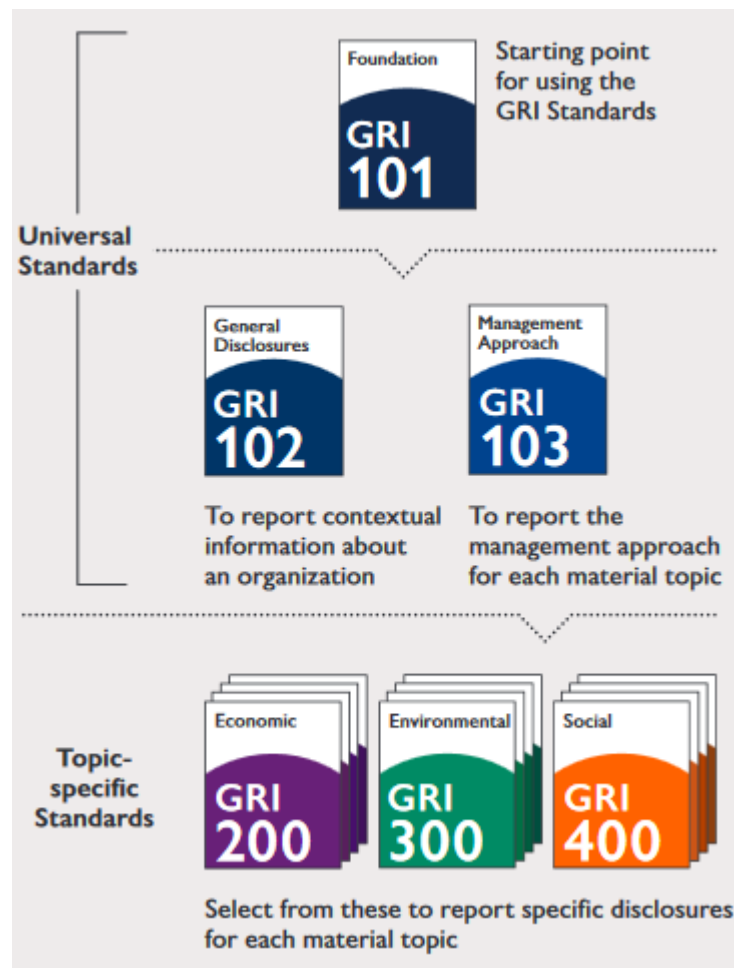 Foundation
GRI
101
Starting point
for using the
GRI Standards
Universal
Standards
General
Disclosures
GRI
102
Management
Approach
GRI
103
To report contextual
information about
an organization
To report the
management approach
for each material topic
Topic-
specific
Standards
Economic
GRI
200
Environmental
GRI
300
Social
GRI
400
Select from these to report specific disclosures
for each material topic